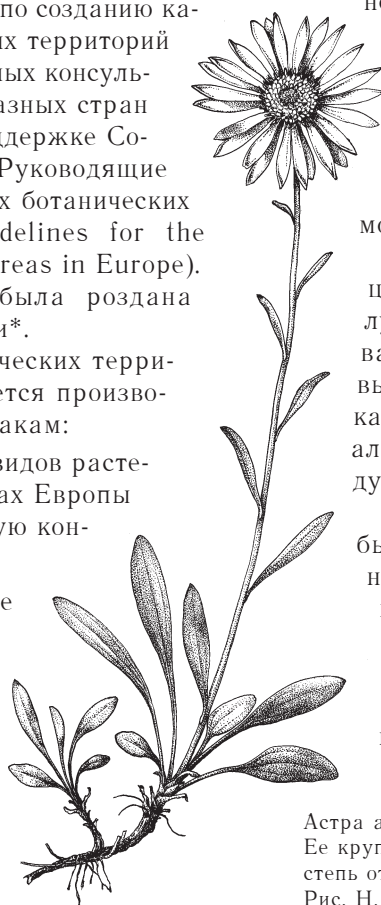 по созданию ка-
их территорий
ных консуль-
азных стран
ддержке Со-
Руководящие
х ботанических
delines for the
reas in Europe).
была роздана
и*.
ческих терри-
ется произво-
акам:
видов расте-
ах Европы
ую кон-
е
мо
ц
лу
ва
вы
ка
ал
ду
бы
н
Астра а
Ее круп
степь от
Рис. Н.